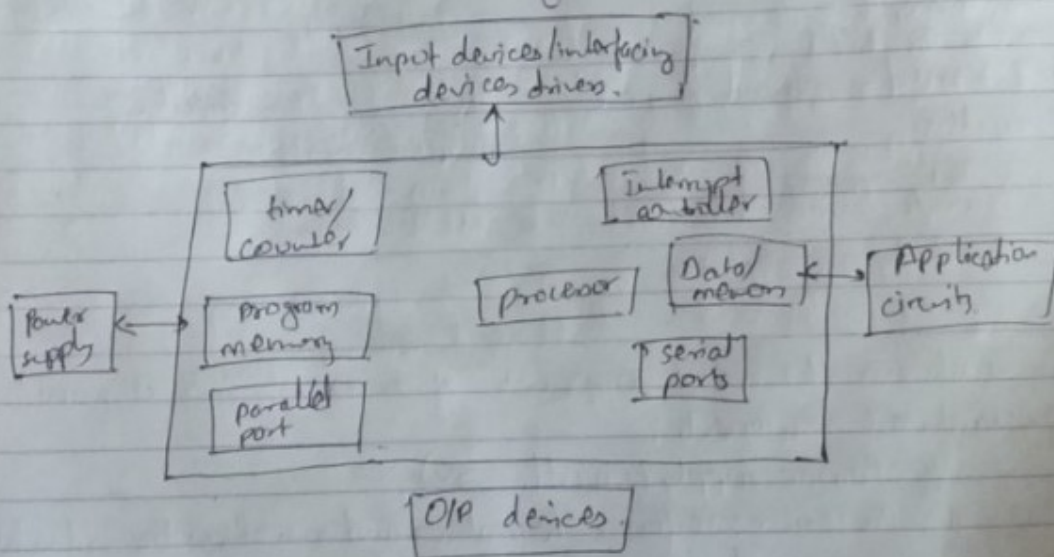 Input devices/interfacing
devices drivers.
timer/
counter
Interrupt
controller
Power
supply
program
memory
processor
Data/
memory
Application
circuits
parallel
port
serial
ports
O/P devices.